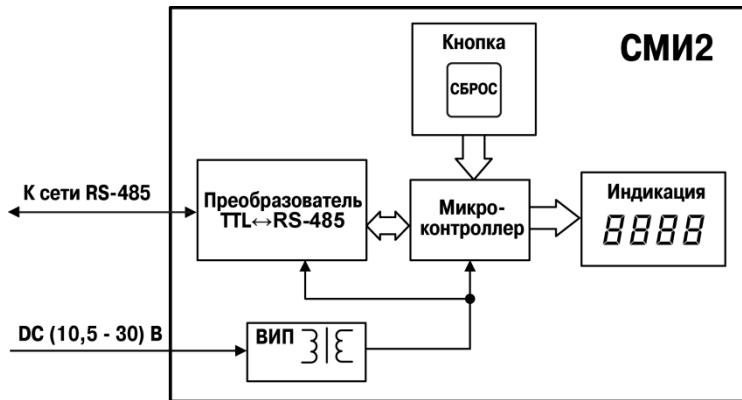 СМИ2
Кнопка
СБРОС
К сети RS-485
Преобразователь
TTL↔RS-485
Микро-
контроллер
Индикация
8888
DC (10,5 - 30) В
ВИП